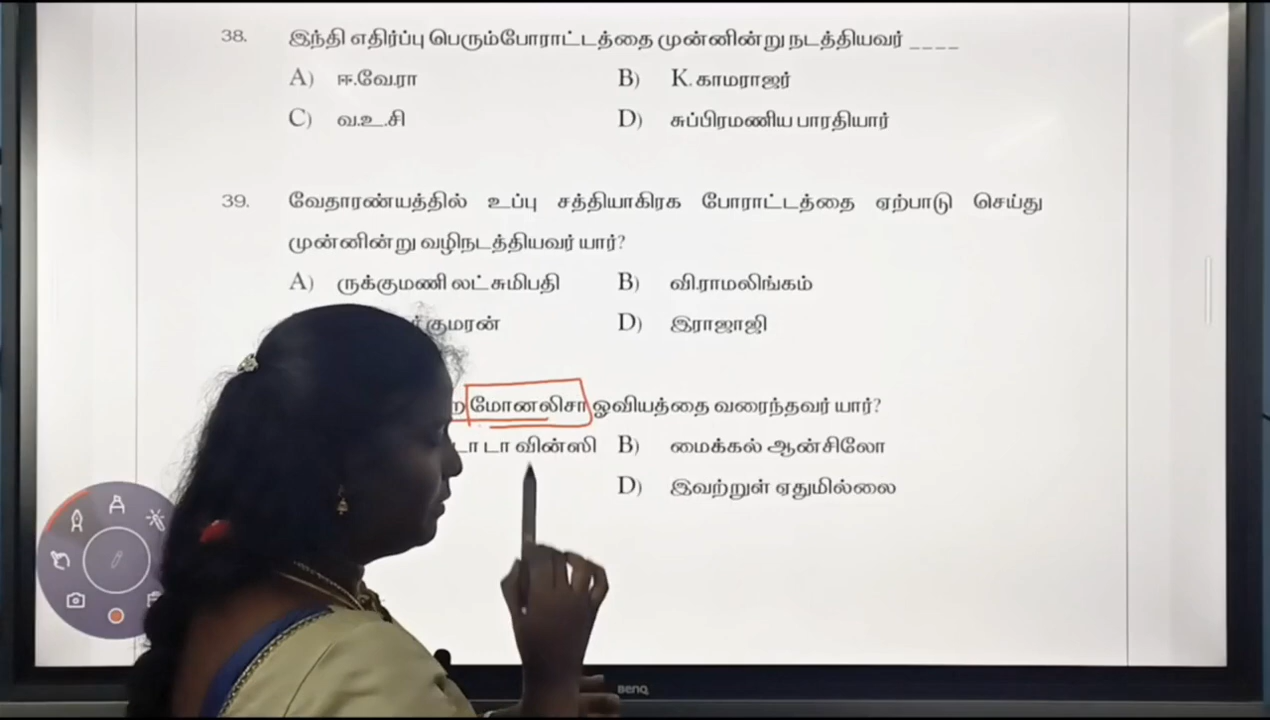 38. இந்தி எதிர்ப்பு பெரும்போராட்டத்தை முன்னின்று நடத்தியவர் ____
A) ஈ.வே.ரா B) K. காமராஜர்
C) வ.உ.சி D) சுப்பிரமணிய பாரதியார்
39. வேதாரண்யத்தில் உப்பு சத்தியாகிரக போராட்டத்தை ஏற்பாடு செய்து
முன்னின்று வழிநடத்தியவர் யார்?
A) ருக்குமணி லட்சுமிபதி B) வி.ராமலிங்கம்
குமரன் D) இராஜாஜி
மோனலிசா ஓவியத்தை வரைந்தவர் யார்?
டா வின்ஸி B) மைக்கல் ஆன்சிலோ
D) இவற்றுள் ஏதுமில்லை
BenQ